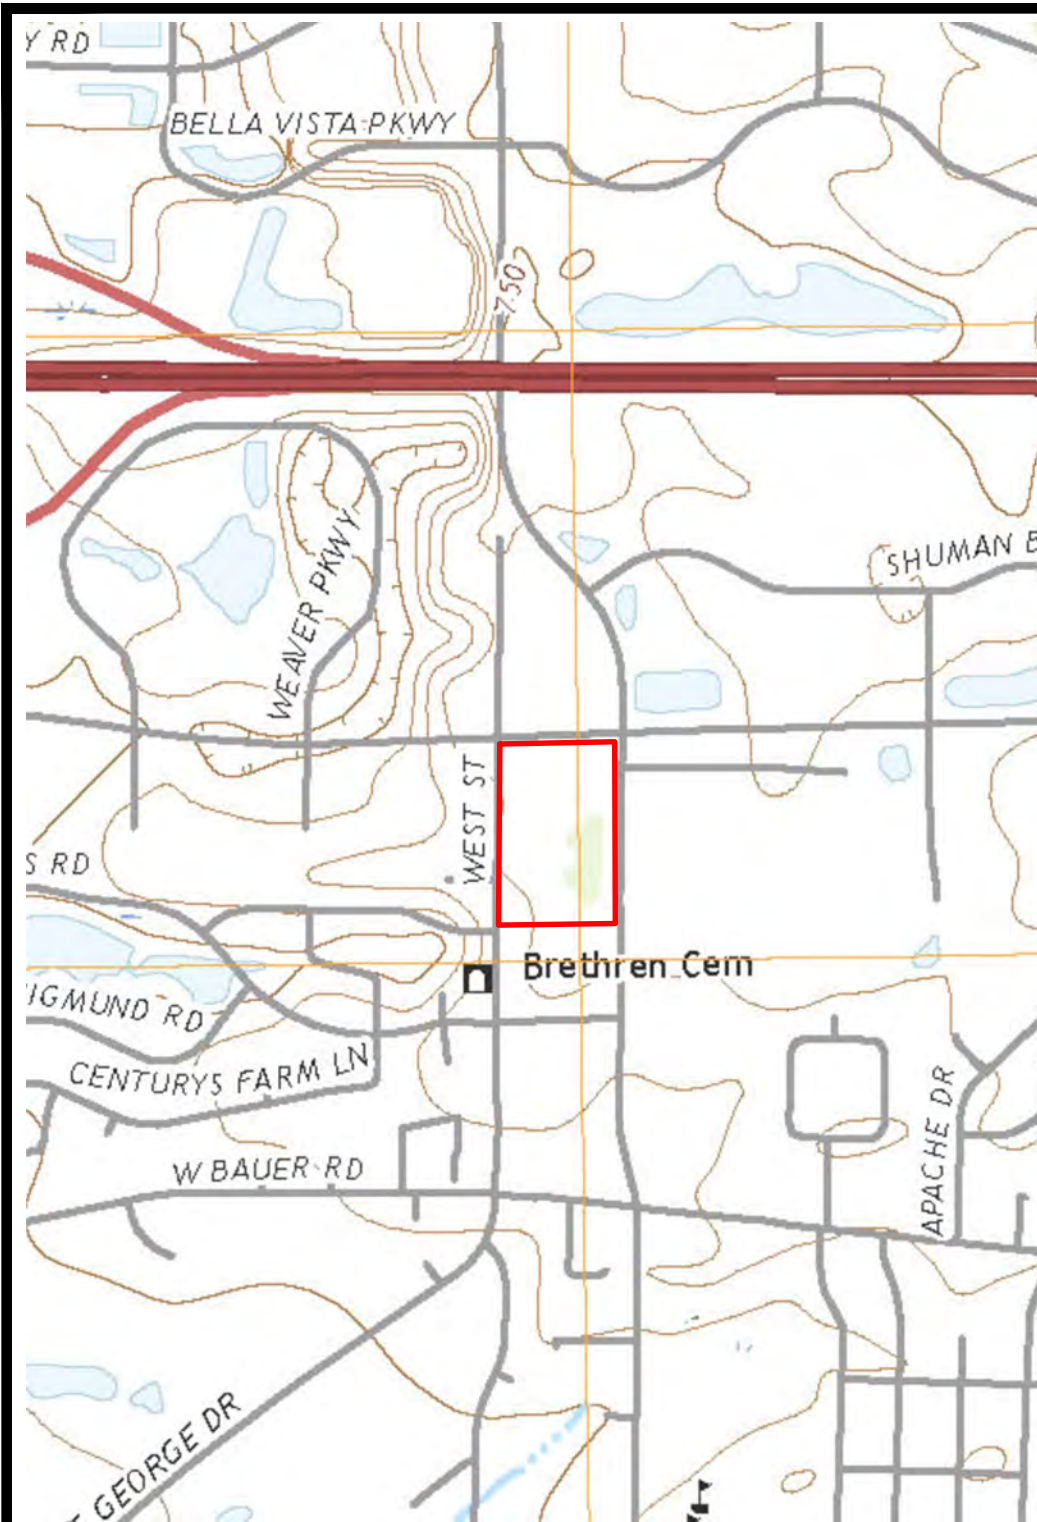 Y RD
BELLA VISTA PKWY
750
SHUMAN B
WEAVER PKWY
WEST ST
S RD
Brethren Cem
IGMUND RD
CENTURYS FARM LN
APACHE DR
W BAUER RD
GEORGE DR